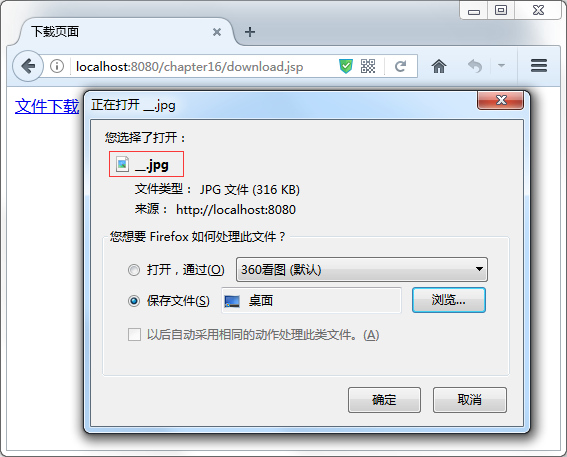 下载页面
localhost:8080/chapter16/download.jsp
文件下载
正在打开 __.jpg
您选择了打开：
__.jpg
文件类型： JPG 文件 (316 KB)
来源： http://localhost:8080
您想要 Firefox 如何处理此文件？
打开，通过(O) 360看图 (默认)
保存文件(S) 桌面 浏览...
以后自动采用相同的动作处理此类文件。(A)
确定 取消